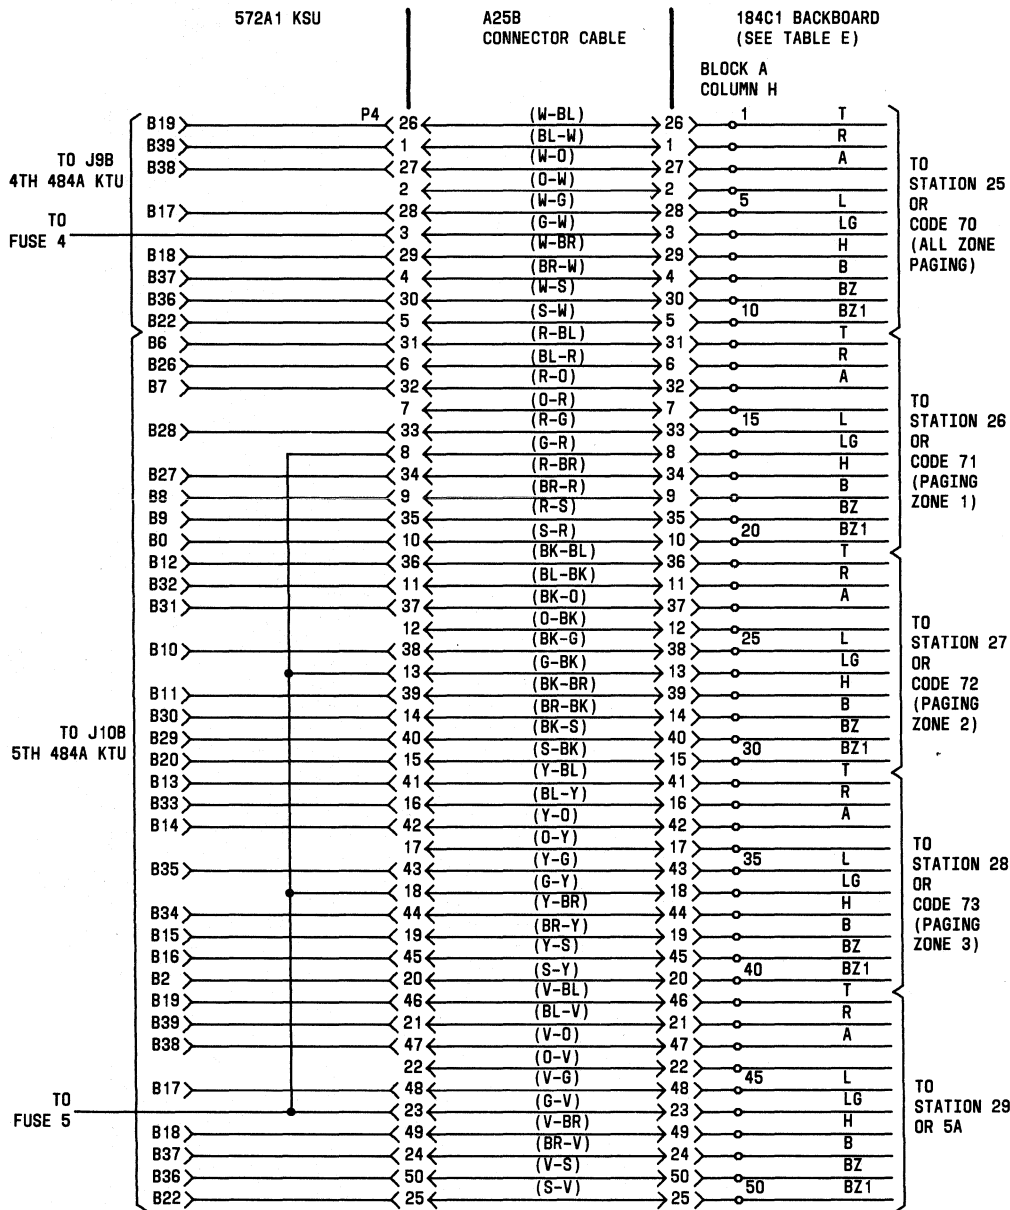 572A1 KSU A25B CONNECTOR CABLE 184C1 BACKBOARD (SEE TABLE E)
BLOCK A
COLUMN H
P4
B19 26 (W-BL) 26 1 T
B39 1 (BL-W) 1 R
B38 27 (W-O) 27 A
2 (O-W) 2
B17 28 (W-G) 28 5 L
3 (G-W) 3 LG
B18 29 (W-BR) 29 H
B37 4 (BR-W) 4 B
B36 30 (W-S) 30 BZ
B22 5 (S-W) 5 10 BZ1
TO J9B
4TH 484A KTU
TO
FUSE 4
TO
STATION 25
OR
CODE 70
(ALL ZONE
PAGING)
B6 31 (R-BL) 31 T
B26 6 (BL-R) 6 R
B7 32 (R-O) 32 A
7 (O-R) 7
B28 33 (R-G) 33 15 L
8 (G-R) 8 LG
B27 34 (R-BR) 34 H
B8 9 (BR-R) 9 B
B9 35 (R-S) 35 BZ
B0 10 (S-R) 10 20 BZ1
TO
STATION 26
OR
CODE 71
(PAGING
ZONE 1)
B12 36 (BK-BL) 36 T
B32 11 (BL-BK) 11 R
B31 37 (BK-O) 37 A
12 (O-BK) 12
B10 38 (BK-G) 38 25 L
13 (G-BK) 13 LG
B11 39 (BK-BR) 39 H
B30 14 (BR-BK) 14 B
B29 40 (BK-S) 40 BZ
B20 15 (S-BK) 15 30 BZ1
TO
STATION 27
OR
CODE 72
(PAGING
ZONE 2)
TO J10B
5TH 484A KTU
B13 41 (Y-BL) 41 T
B33 16 (BL-Y) 16 R
B14 42 (Y-O) 42 A
17 (O-Y) 17
B35 43 (Y-G) 43 35 L
18 (G-Y) 18 LG
B34 44 (Y-BR) 44 H
B15 19 (BR-Y) 19 B
B16 45 (Y-S) 45 BZ
B2 20 (S-Y) 20 40 BZ1
TO
STATION 28
OR
CODE 73
(PAGING
ZONE 3)
B19 46 (V-BL) 46 T
B39 21 (BL-V) 21 R
B38 47 (V-O) 47 A
22 (O-V) 22
B17 48 (V-G) 48 45 L
23 (G-V) 23 LG
B18 49 (V-BR) 49 H
B37 24 (BR-V) 24 B
B36 50 (V-S) 50 BZ
B22 25 (S-V) 25 50 BZ1
TO
FUSE 5
TO
STATION 29
OR 5A